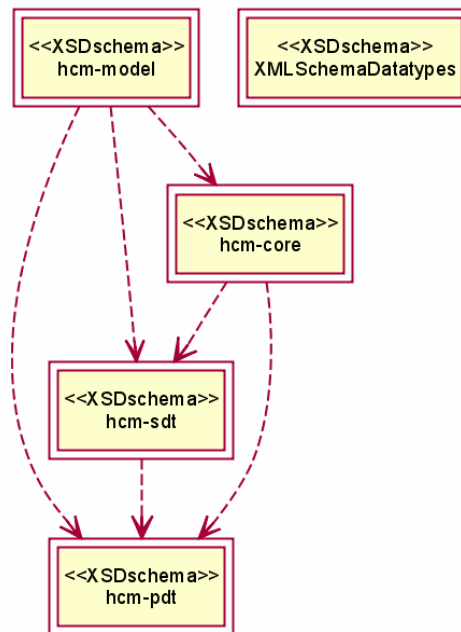 <<XSDschema>>
hcm-model
<<XSDschema>>
XMLSchemaDatatypes
<<XSDschema>>
hcm-core
<<XSDschema>>
hcm-sdt
<<XSDschema>>
hcm-pdt